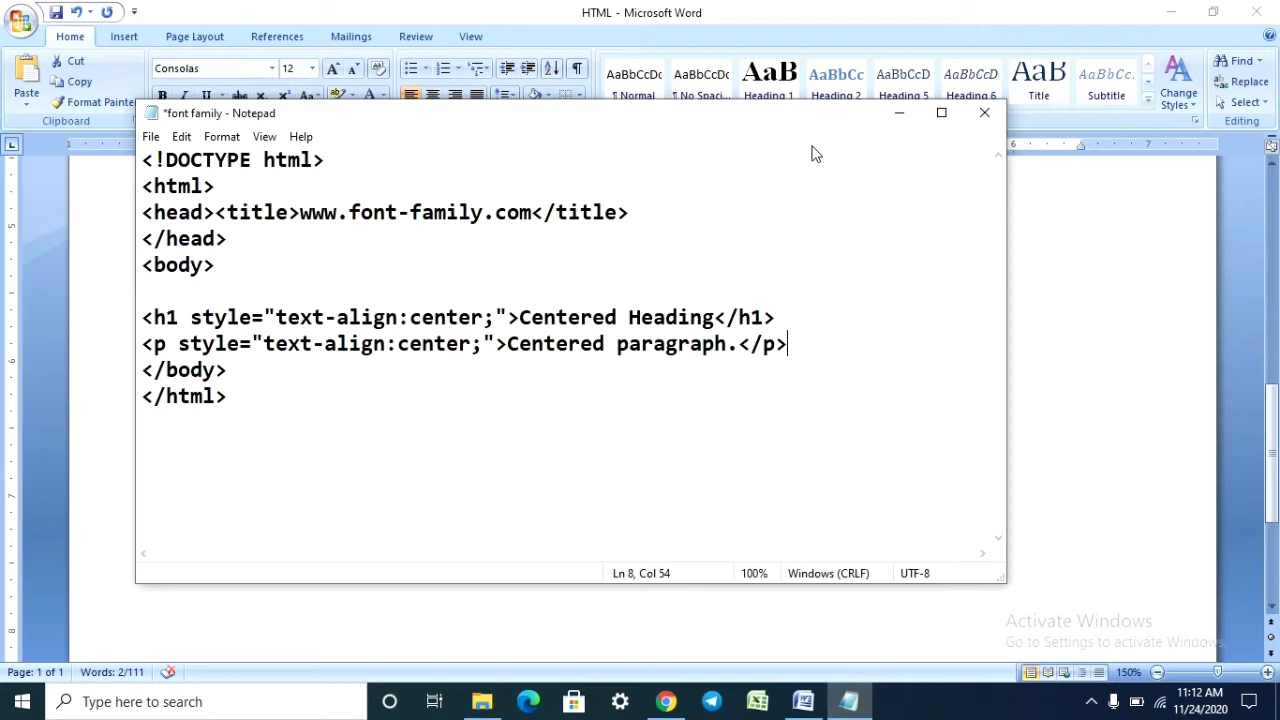 HTML - Microsoft Word
Home Insert Page Layout References Mailings Review View
Cut
Copy
Format Painte
Paste
Clipboard
Consolas 12
AaBbCcDc AaBbCcDc AaB AaBbCc AaBbCcD AaBbCcD AaB AaBbCc.
¶ Normal ¶ No Spaci... Heading 1 Heading 2 Heading 5 Heading 6 Title Subtitle
Change Styles
Find
Replace
Select
Editing
*font family - Notepad
File Edit Format View Help
<!DOCTYPE html>
<html>
<head><title>www.font-family.com</title>
</head>
<body>
<h1 style="text-align:center;">Centered Heading</h1>
<p style="text-align:center;">Centered paragraph.</p>
</body>
</html>
Ln 8, Col 54 100% Windows (CRLF) UTF-8
Activate Windows
Go to Settings to activate Windows.
Page: 1 of 1 Words: 2/111 150%
Type here to search
11:12 AM
11/24/2020